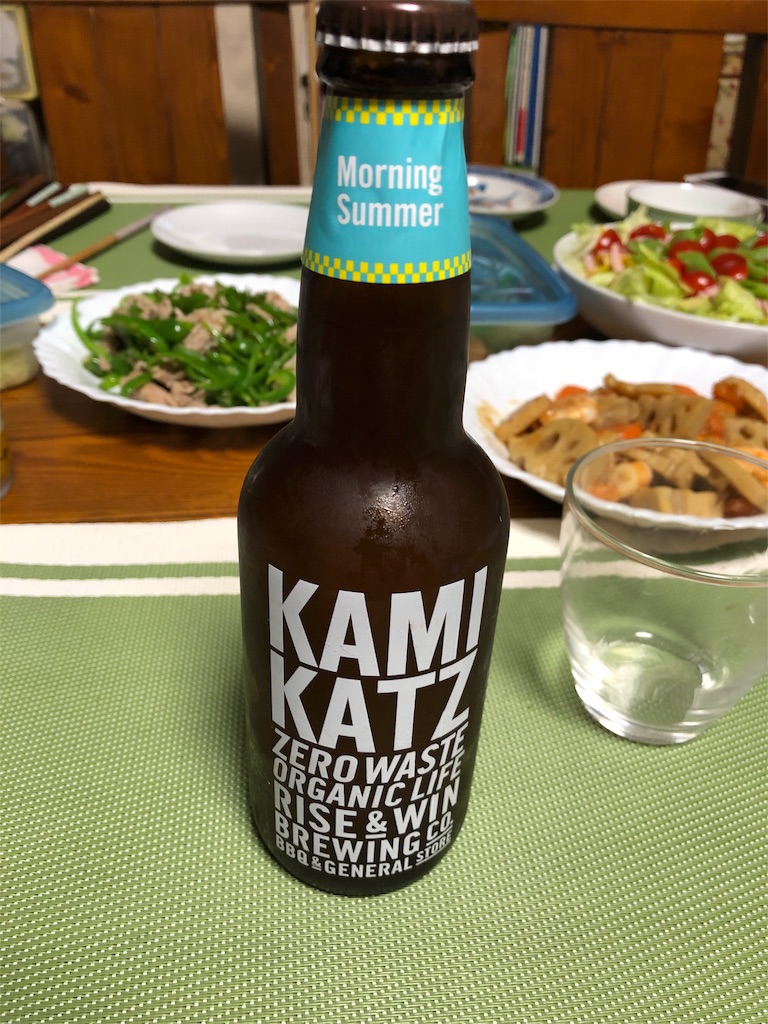 Morning
Summer
KAMI
KATZ
ZERO WASTE
ORGANIC LIFE
RISE & WIN
BREWING CO.
BBQ & GENERAL STORE